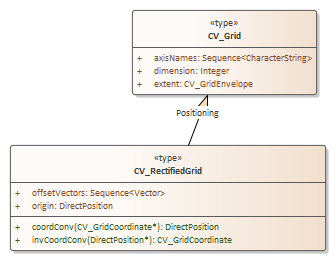 «type»
CV_Grid
+ axisNames: Sequence<CharacterString>
+ dimension: Integer
+ extent: CV_GridEnvelope
Positioning
«type»
CV_RectifiedGrid
+ offsetVectors: Sequence<Vector>
+ origin: DirectPosition
+ coordConv(CV_GridCoordinate*): DirectPosition
+ invCoordConv(DirectPosition*): CV_GridCoordinate